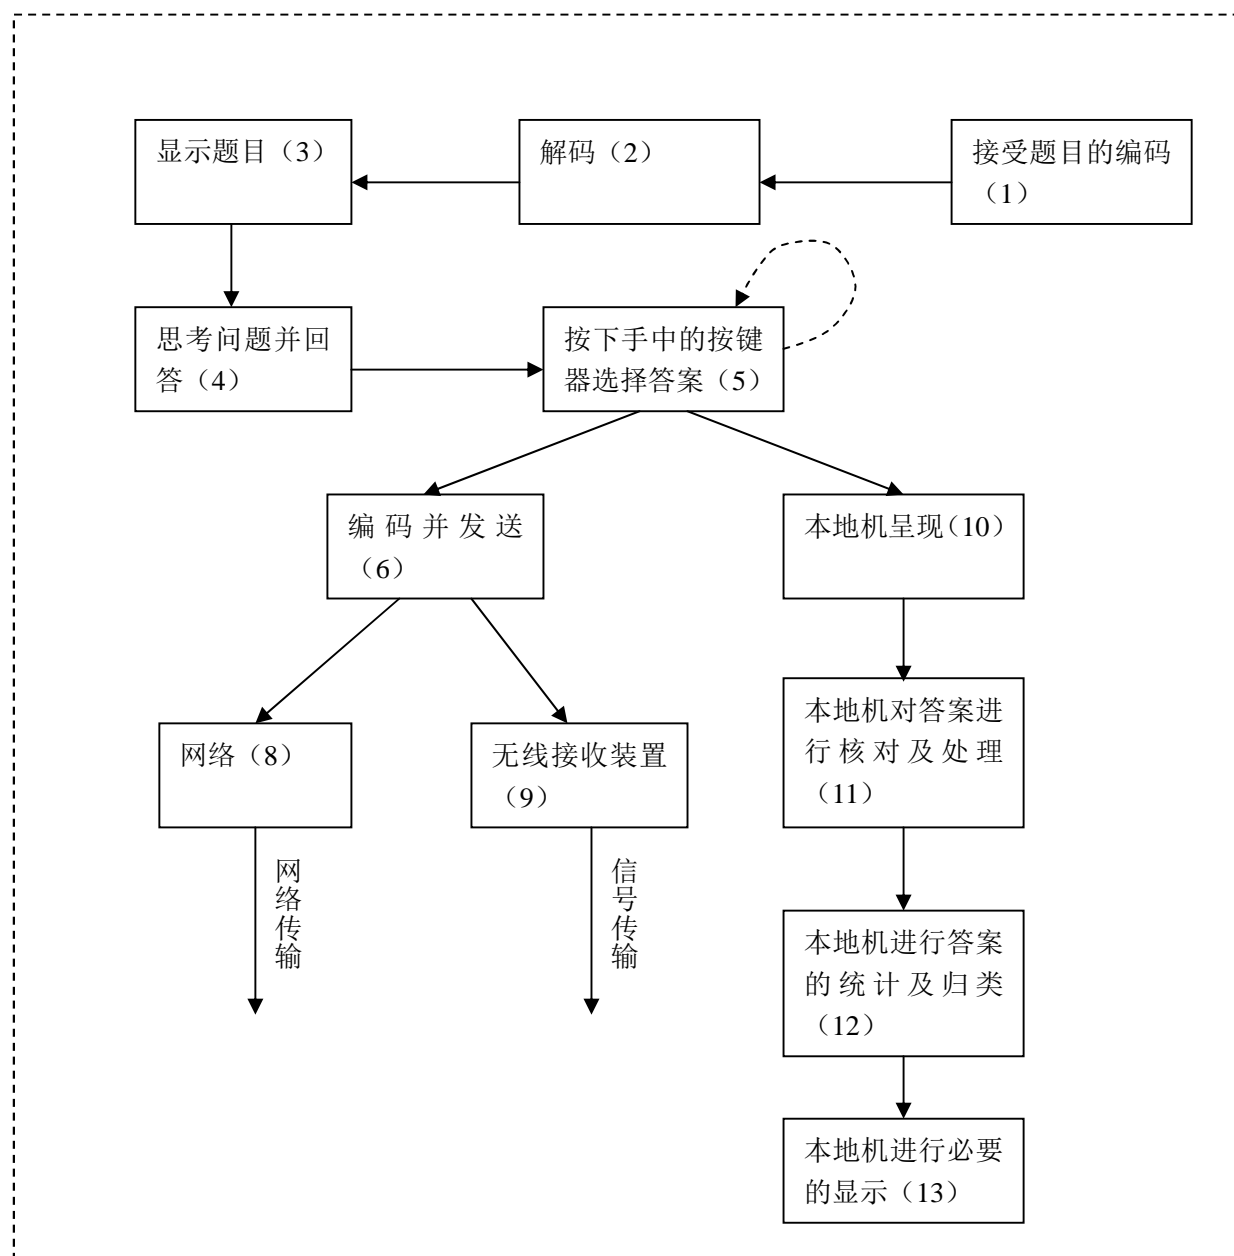 显示题目（3）
解码（2）
接受题目的编码
（1）
思考问题并回
答（4）
按下手中的按键
器选择答案（5）
编码并发送
（6）
本地机呈现（10）
网络（8）
无线接收装置
（9）
本地机对答案进
行核对及处理
（11）
网络传输
信号传输
本地机进行答案
的统计及归类
（12）
本地机进行必要
的显示（13）